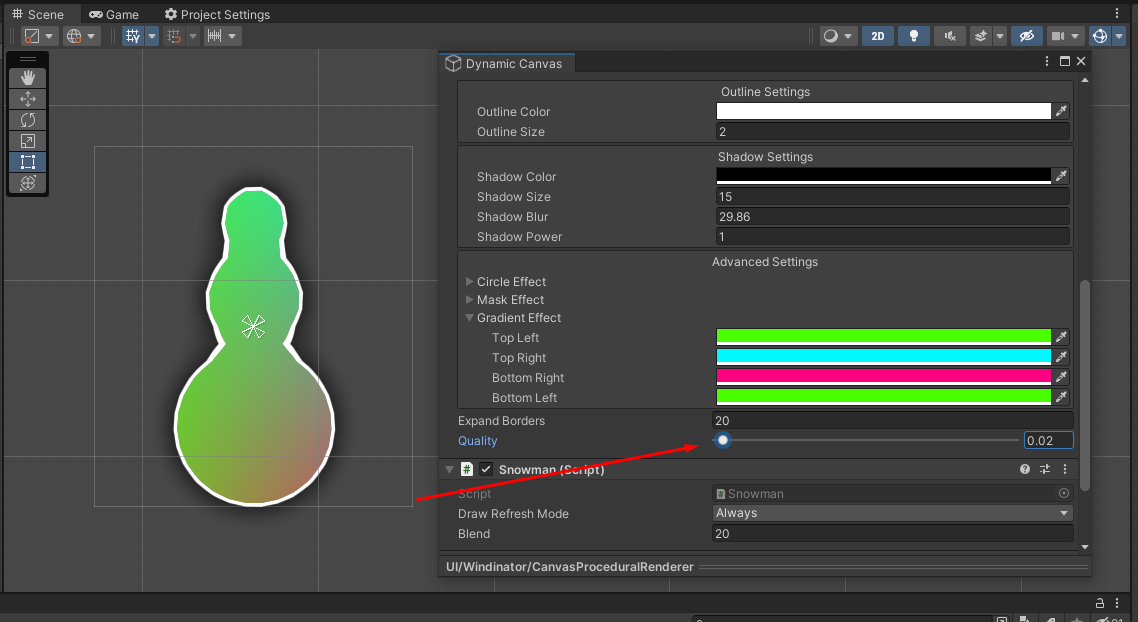 Scene Game Project Settings
2D
Dynamic Canvas
Outline Settings
Outline Color
Outline Size 2
Shadow Settings
Shadow Color
Shadow Size 15
Shadow Blur 29.86
Shadow Power 1
Advanced Settings
Circle Effect
Mask Effect
Gradient Effect
Top Left
Top Right
Bottom Right
Bottom Left
Expand Borders 20
Quality 0.02
# Snowman (Script)
Script # Snowman
Draw Refresh Mode Always
Blend 20
UI/Windinator/CanvasProceduralRenderer